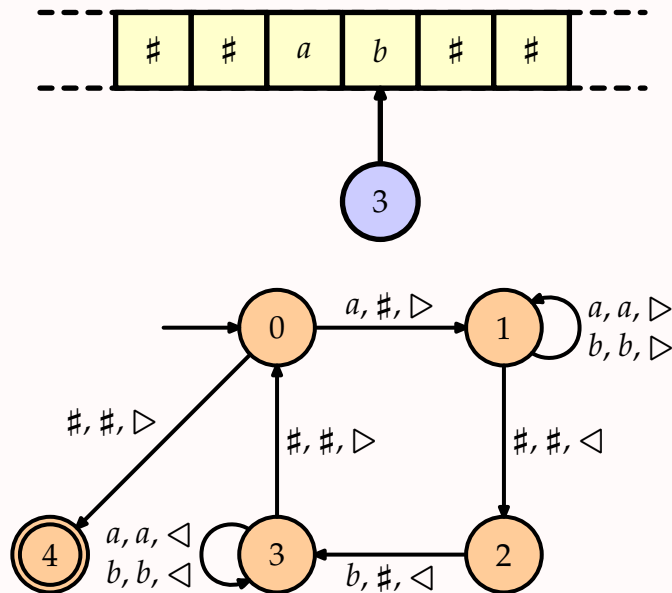 ♯ ♯ a b ♯ ♯
3
0 a, ♯, ▷ 1 a, a, ▷
b, b, ▷
♯, ♯, ▷ ♯, ♯, ▷ ♯, ♯, ◁
4 a, a, ◁ 3 b, ♯, ◁ 2
b, b, ◁